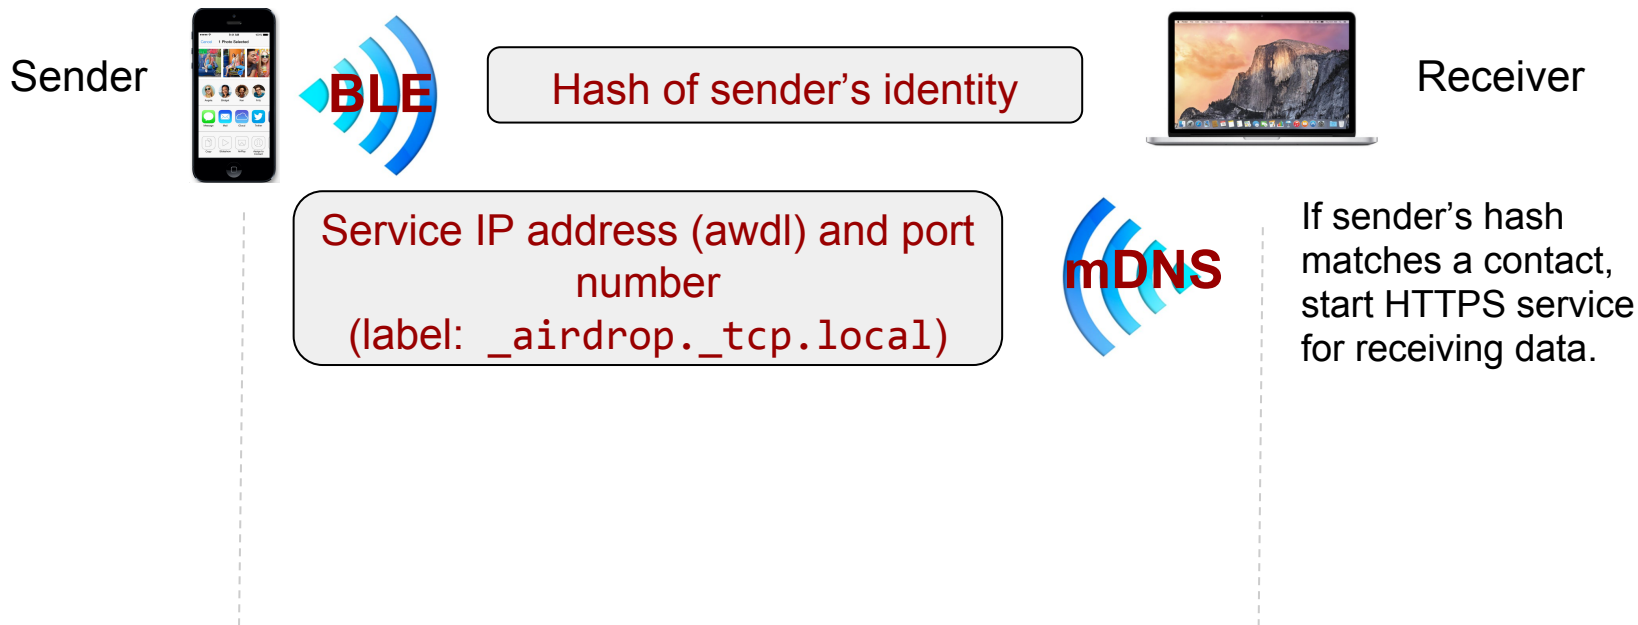 Sender
BLE
Hash of sender’s identity
Receiver
Service IP address (awdl) and port
number
(label: _airdrop._tcp.local)
mDNS
If sender’s hash
matches a contact,
start HTTPS service
for receiving data.